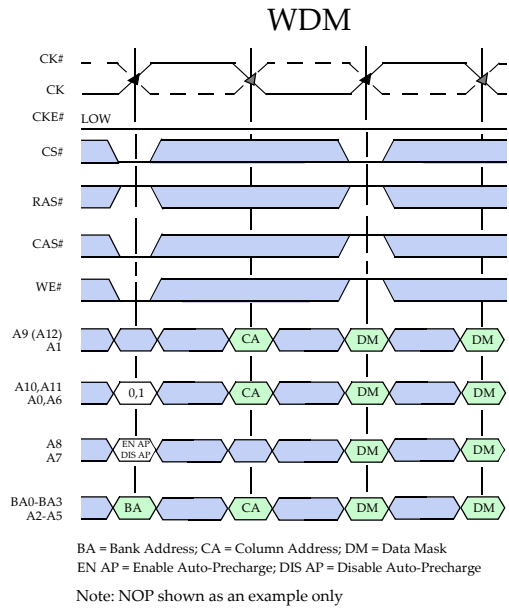 WDM
CK#
CK
CKE#
LOW
CS#
RAS#
CAS#
WE#
A9 (A12)
A1
CA
DM
DM
A10,A11
A0,A6
0,1
CA
DM
DM
A8
A7
EN AP
DIS AP
DM
DM
BA0-BA3
A2-A5
BA
CA
DM
DM
BA = Bank Address; CA = Column Address; DM = Data Mask
EN AP = Enable Auto-Precharge; DIS AP = Disable Auto-Precharge
Note: NOP shown as an example only